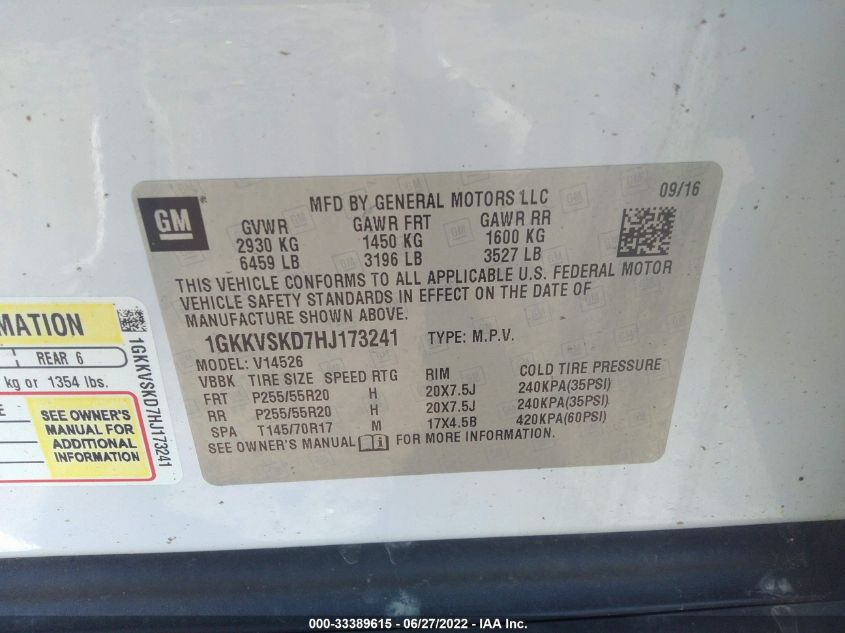 GM
MFD BY GENERAL MOTORS LLC
09/16
GVWR GAWR FRT GAWR RR
2930 KG 1450 KG 1600 KG
6459 LB 3196 LB 3527 LB
THIS VEHICLE CONFORMS TO ALL APPLICABLE U.S. FEDERAL MOTOR
VEHICLE SAFETY STANDARDS IN EFFECT ON THE DATE OF
MANUFACTURE SHOWN ABOVE.
1GKKVSKD7HJ173241 TYPE: M.P.V.
MODEL: V14526
VBBK TIRE SIZE SPEED RTG RIM COLD TIRE PRESSURE
FRT P255/55R20 H 20X7.5J 240KPA(35PSI)
RR P255/55R20 H 20X7.5J 240KPA(35PSI)
SPA T145/70R17 M 17X4.5B 420KPA(60PSI)
SEE OWNER'S MANUAL FOR MORE INFORMATION.
MATION
REAR 6
kg or 1354 lbs.
SEE OWNER'S
MANUAL FOR
ADDITIONAL
INFORMATION
1GKKVSKD7HJ173241
000-33389615 - 06/27/2022 - IAA Inc.